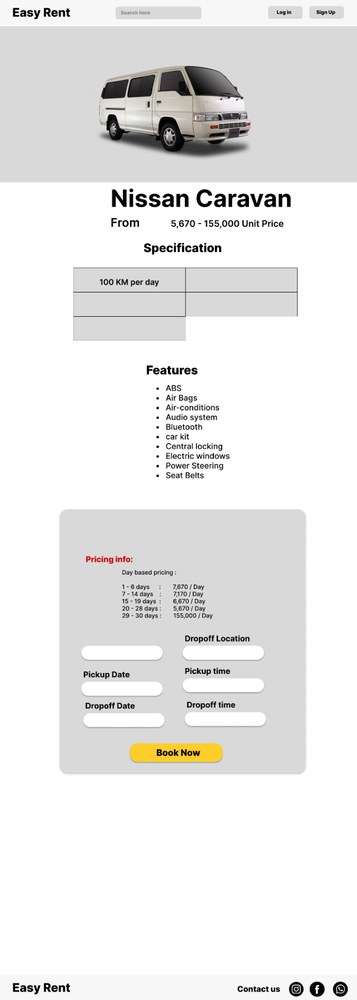 Easy Rent
Search here
Log in
Sign Up
Nissan Caravan
From 5,670 - 155,000 Unit Price
Specification
100 KM per day
Features
• ABS
• Air Bags
• Air-conditions
• Audio system
• Bluetooth
• car kit
• Central locking
• Electric windows
• Power Steering
• Seat Belts
Pricing info:
Day based pricing :
1 - 6 days : 7,670 / Day
7 - 14 days : 7,170 / Day
15 - 19 days : 6,670 / Day
20 - 28 days : 5,670 / Day
29 - 30 days : 155,000 / Day
Dropoff Location
Pickup Date
Pickup time
Dropoff Date
Dropoff time
Book Now
Easy Rent
Contact us